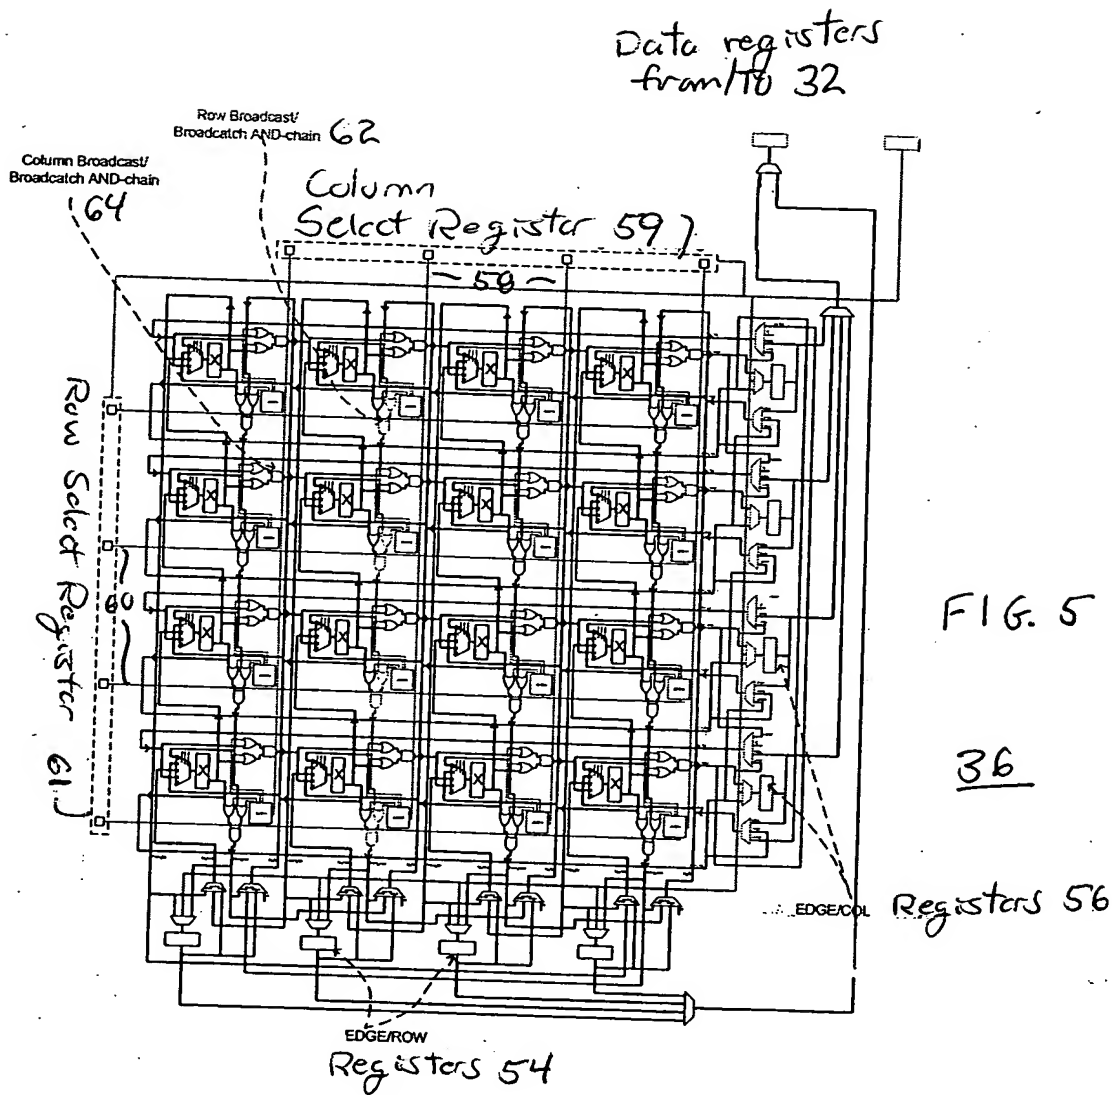 Data registers
from/to 32
Row Broadcast/
Broadcatch AND-chain 62
Column Broadcast/
Broadcatch AND-chain
64
Column
Select Register 59
58
Row Select Register 61
60
FIG. 5
36
EDGE/COL Registers 56
EDGE/ROW
Registers 54